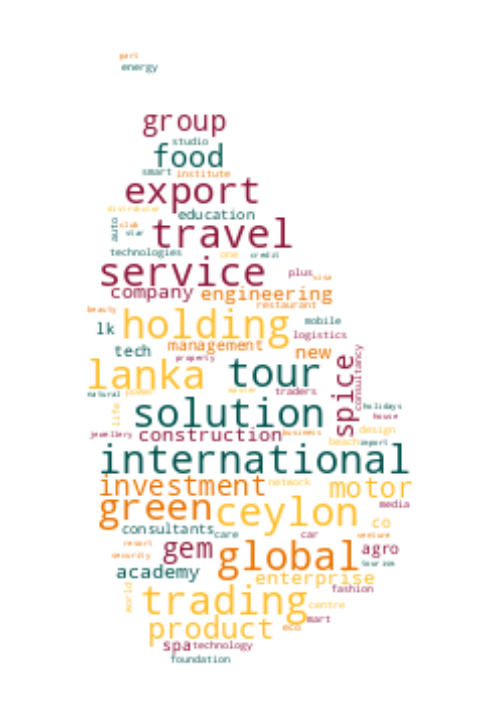 part
energy
group
studio
food
smart institute
export
distributor
education
auto club
star
travel
technologies one credit
service plus visa
company engineering
beauty restaurant
lk holding mobile
logistics
tech management new
property
lanka tour spice consultancy
natural power easter traders
life solution holidays
house
jewellery construction business design
beach import
international
investment network motor
media
green ceylon
consultants care car co
venture
resort gem global agro
security tourism
academy enterprise
world trading fashion
centre
product eco mart
spa technology
foundation